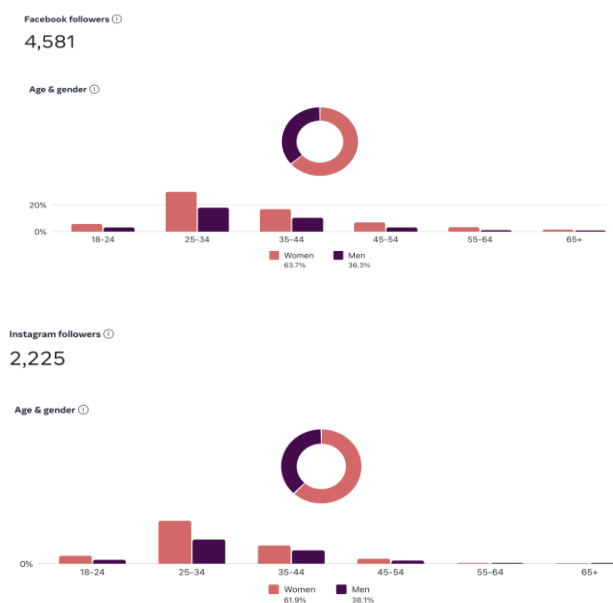 Facebook followers
4,581
Age & gender
20%
0%
18-24 25-34 35-44 45-54 55-64 65+
Women Men
63.7% 36.3%
Instagram followers
2,225
Age & gender
0%
18-24 25-34 35-44 45-54 55-64 65+
Women Men
61.9% 38.1%